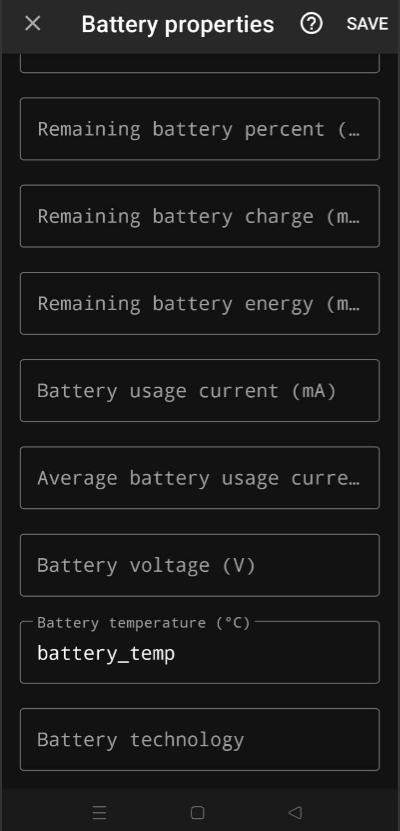 Battery properties
SAVE
Remaining battery percent (…
Remaining battery charge (m…
Remaining battery energy (m…
Battery usage current (mA)
Average battery usage curre…
Battery voltage (V)
Battery temperature (°C)
battery_temp
Battery technology